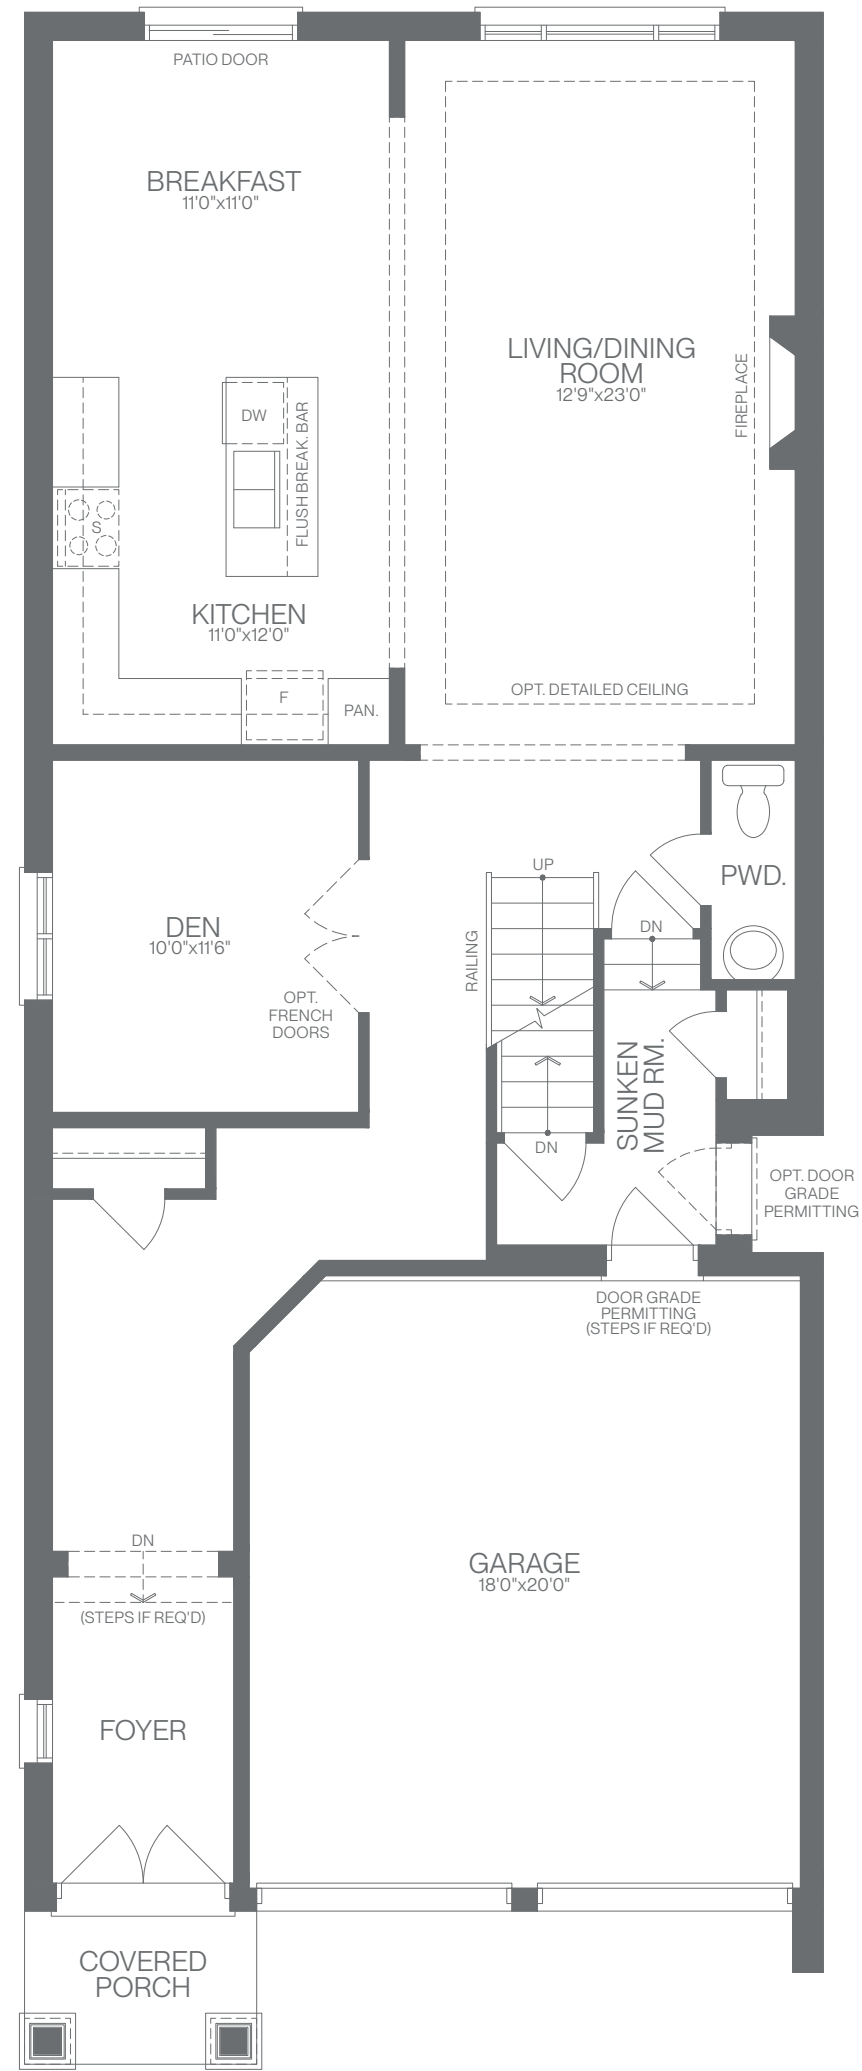 PATIO DOOR
BREAKFAST
11'0"x11'0"
LIVING/DINING
ROOM
12'9"x23'0"
FIREPLACE
DW
FLUSH BREAK. BAR
S
KITCHEN
11'0"x12'0"
F
PAN.
OPT. DETAILED CEILING
UP
PWD.
DEN
10'0"x11'6"
DN
RAILING
OPT.
FRENCH
DOORS
SUNKEN
MUD RM.
DN
OPT. DOOR
GRADE
PERMITTING
DOOR GRADE
PERMITTING
(STEPS IF REQ'D)
DN
GARAGE
18'0"x20'0"
(STEPS IF REQ'D)
FOYER
COVERED
PORCH